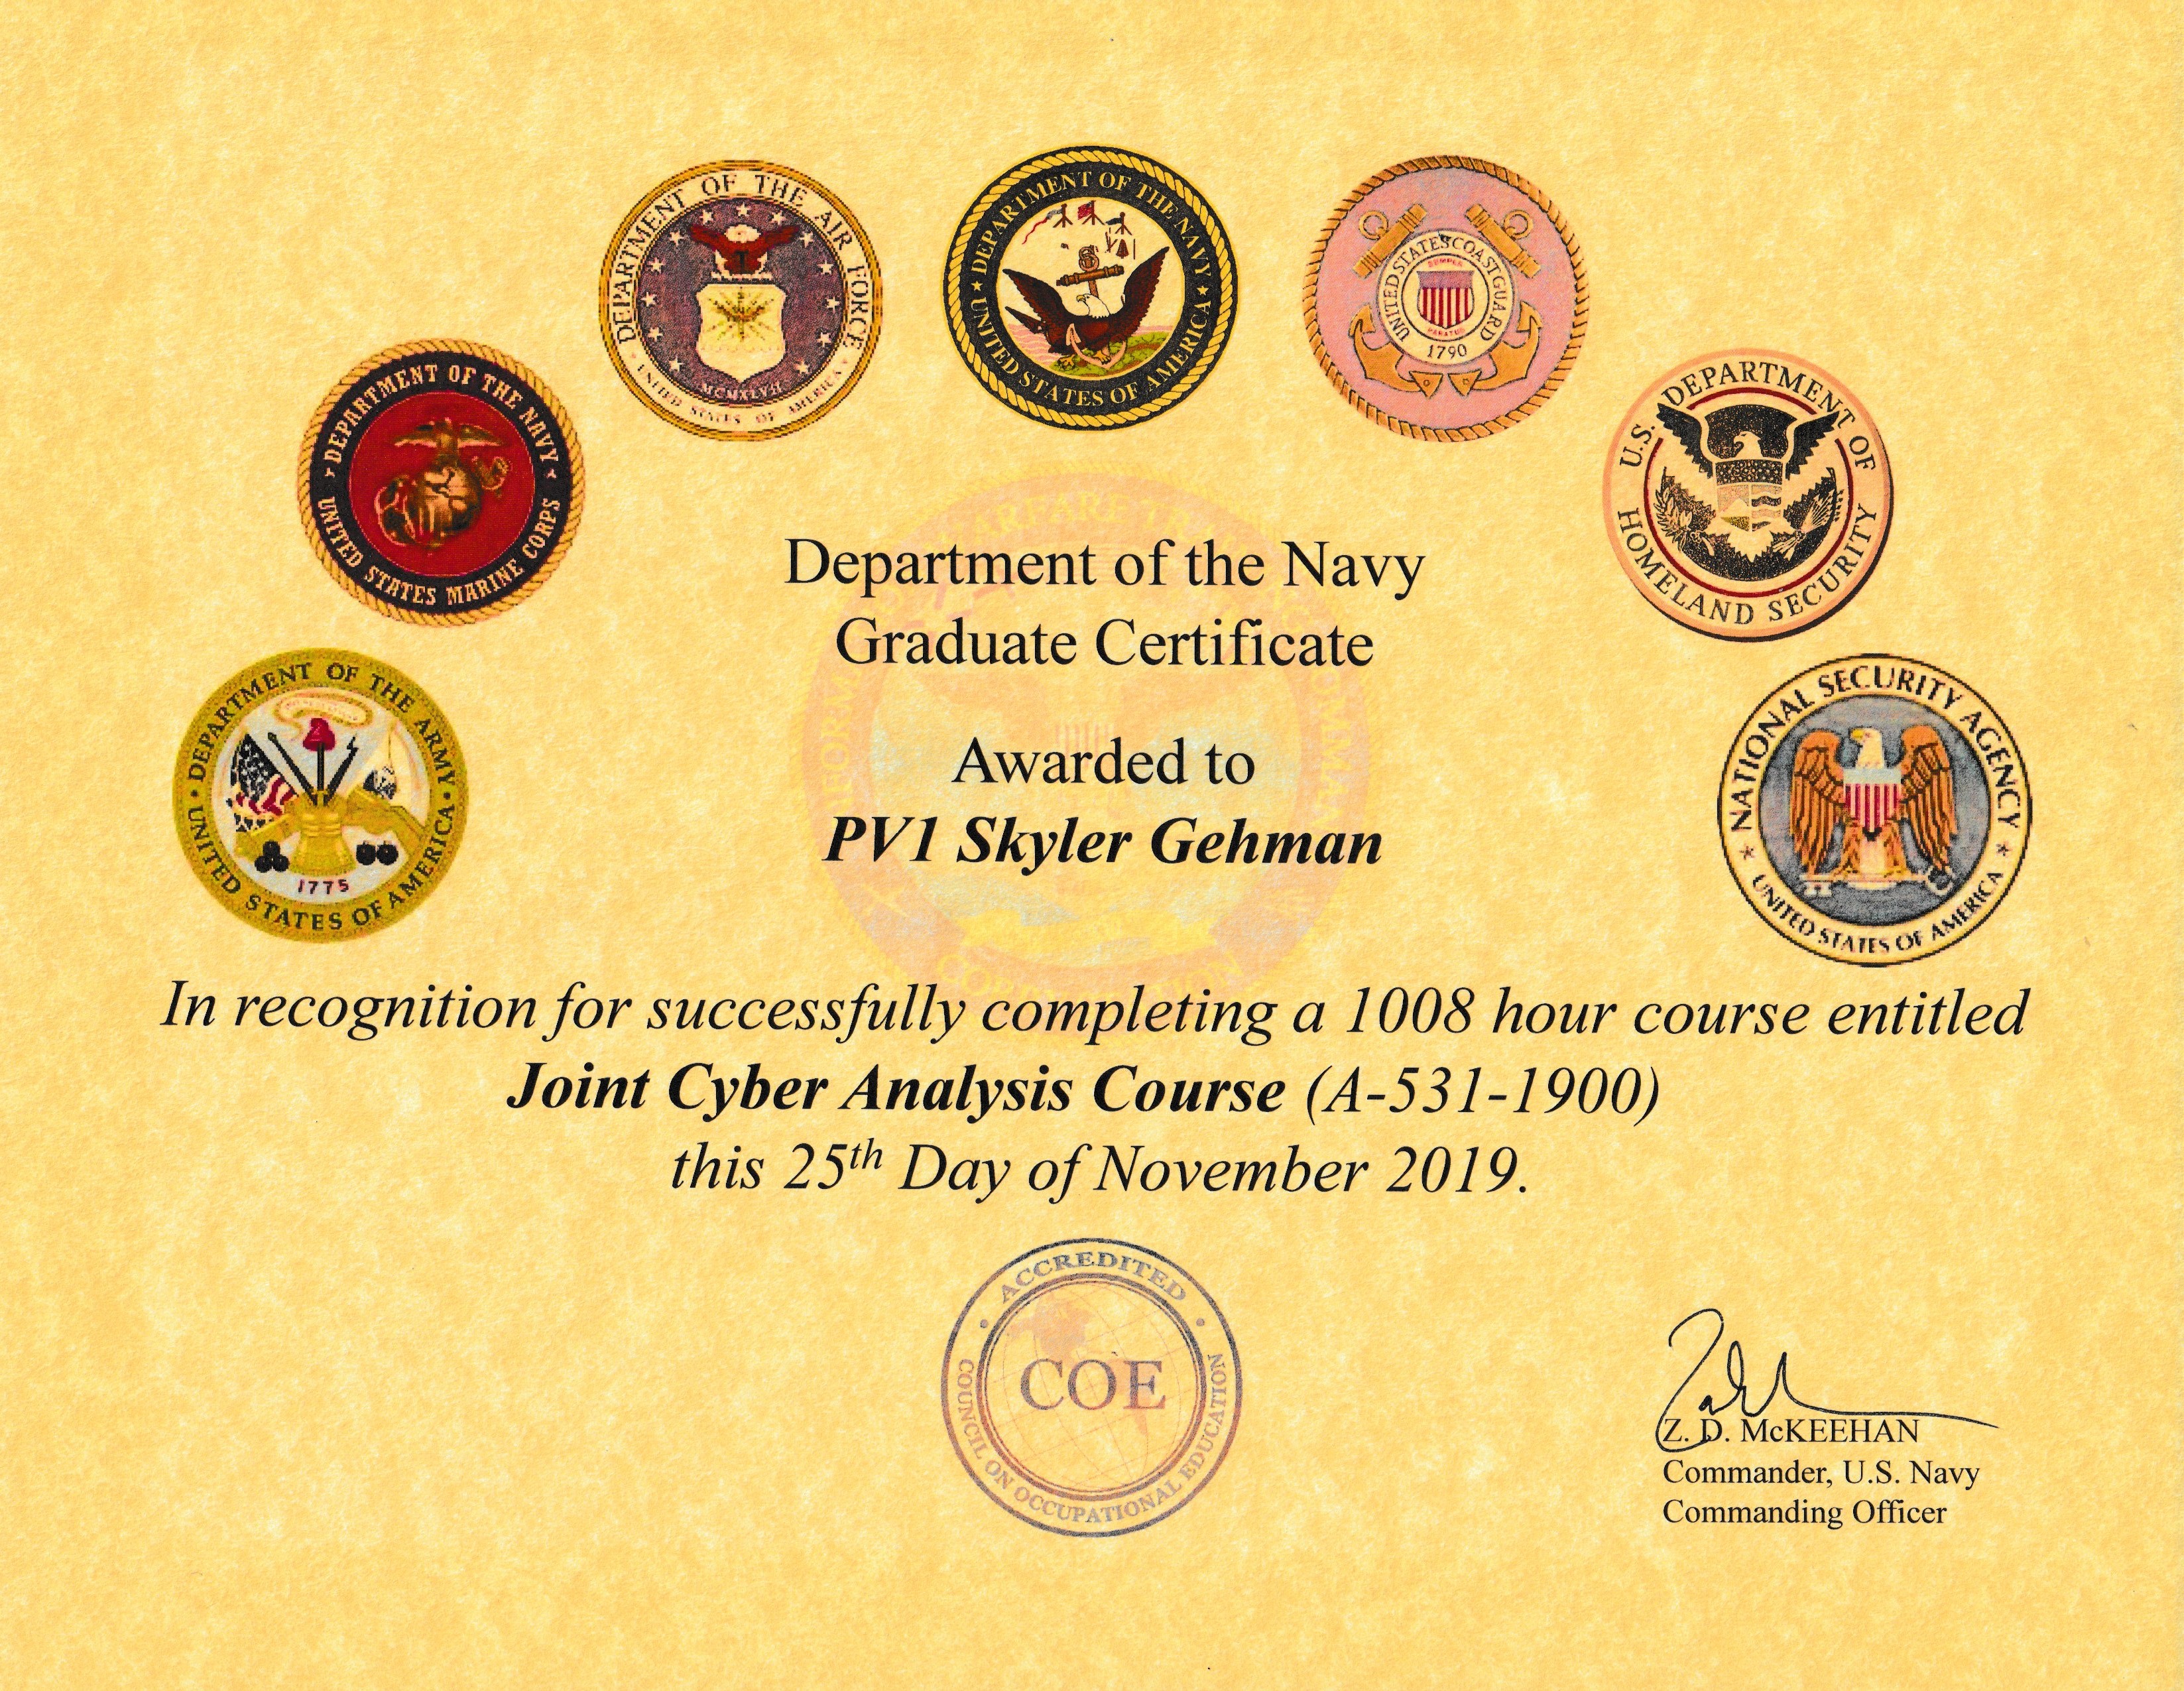 DEPARTMENT OF THE AIR FORCE
UNITED STATES OF AMERICA
MCMXLVII
DEPARTMENT OF THE NAVY
UNITED STATES OF AMERICA
UNITED STATES COAST GUARD
SEMPER
PARATUS
1790
DEPARTMENT OF THE NAVY
UNITED STATES MARINE CORPS
U.S. DEPARTMENT OF
HOMELAND SECURITY
DEPARTMENT OF THE ARMY
UNITED STATES OF AMERICA
1775
NATIONAL SECURITY AGENCY
UNITED STATES OF AMERICA
Department of the Navy
Graduate Certificate
Awarded to
PV1 Skyler Gehman
In recognition for successfully completing a 1008 hour course entitled
Joint Cyber Analysis Course (A-531-1900)
this 25th Day of November 2019.
ACCREDITED
COE
COUNCIL ON OCCUPATIONAL EDUCATION
Z. D. McKEEHAN
Commander, U.S. Navy
Commanding Officer